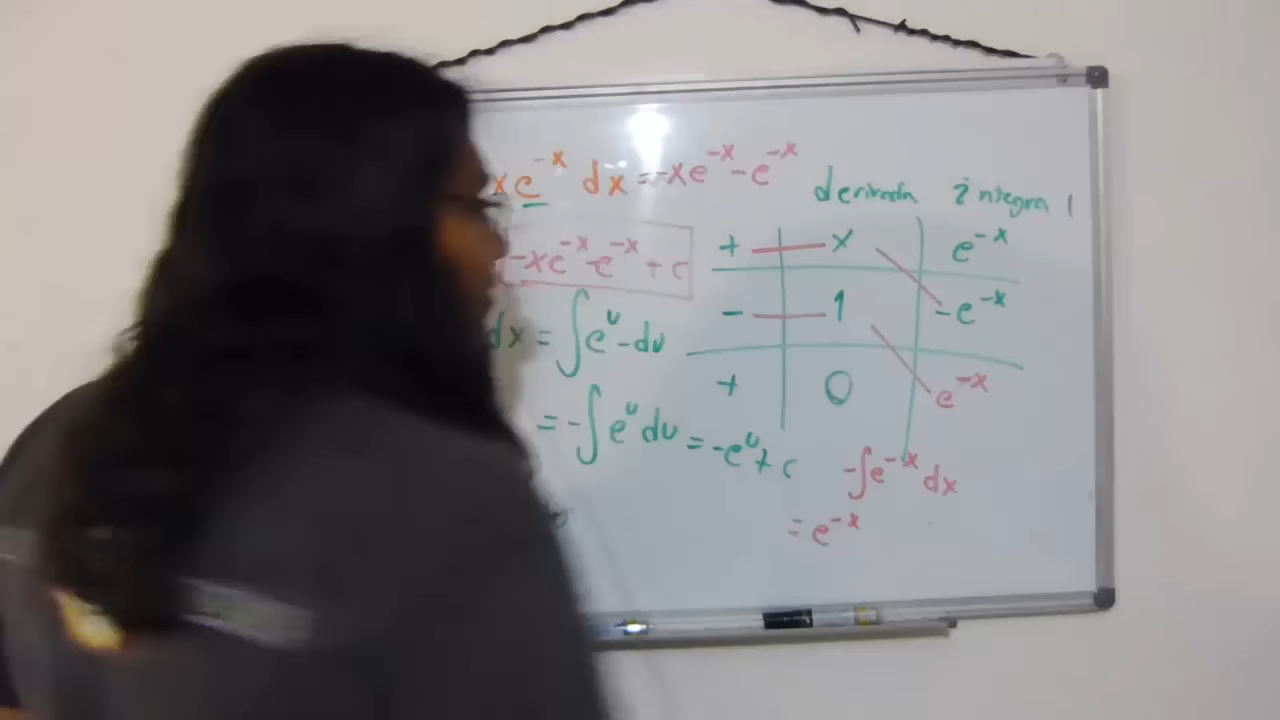 xe^{-x} dx = -xe^{-x} - e^{-x}
-xe^{-x} - e^{-x} + c
dx = ∫e^u - du
= -∫e^u du = -e^u + c
derivada integral
+ x e^{-x}
- 1 -e^{-x}
+ 0 e^{-x}
-∫e^{-x} dx
= e^{-x}